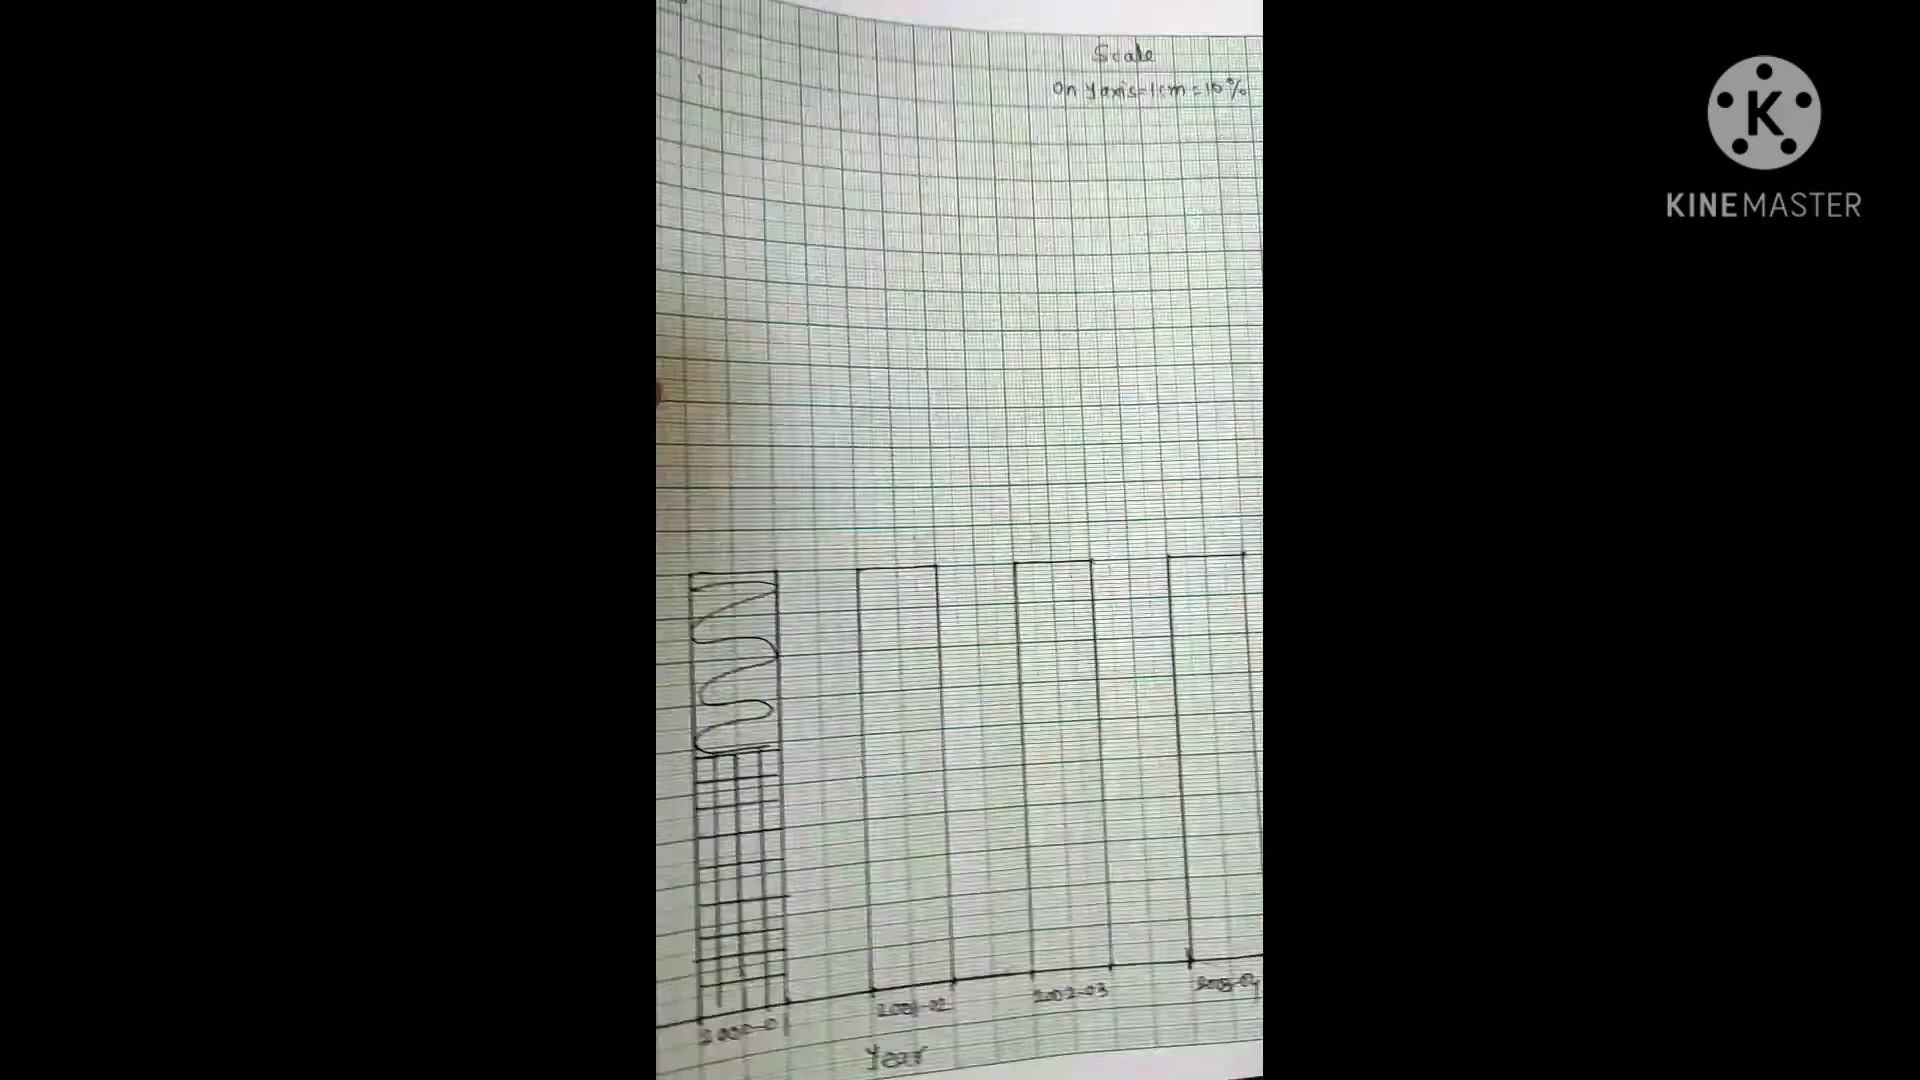 Scale
On y axis=1cm=10%
K
KINEMASTER
2000-01
2001-02
2002-03
2003-04
Year